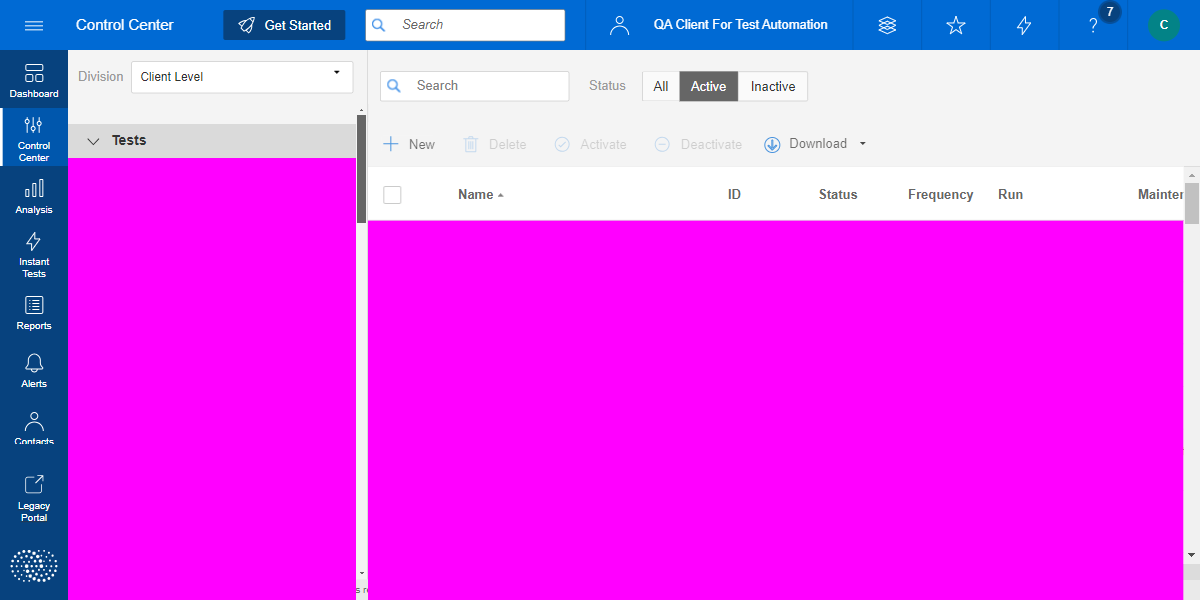 Control Center
Get Started
Search
QA Client For Test Automation
7
C
Dashboard
Control
Center
Analysis
Instant
Tests
Reports
Alerts
Contacts
Legacy
Portal
Division
Client Level
Tests
Search
Status
All
Active
Inactive
New
Delete
Activate
Deactivate
Download
Name
ID
Status
Frequency
Run
Mainten